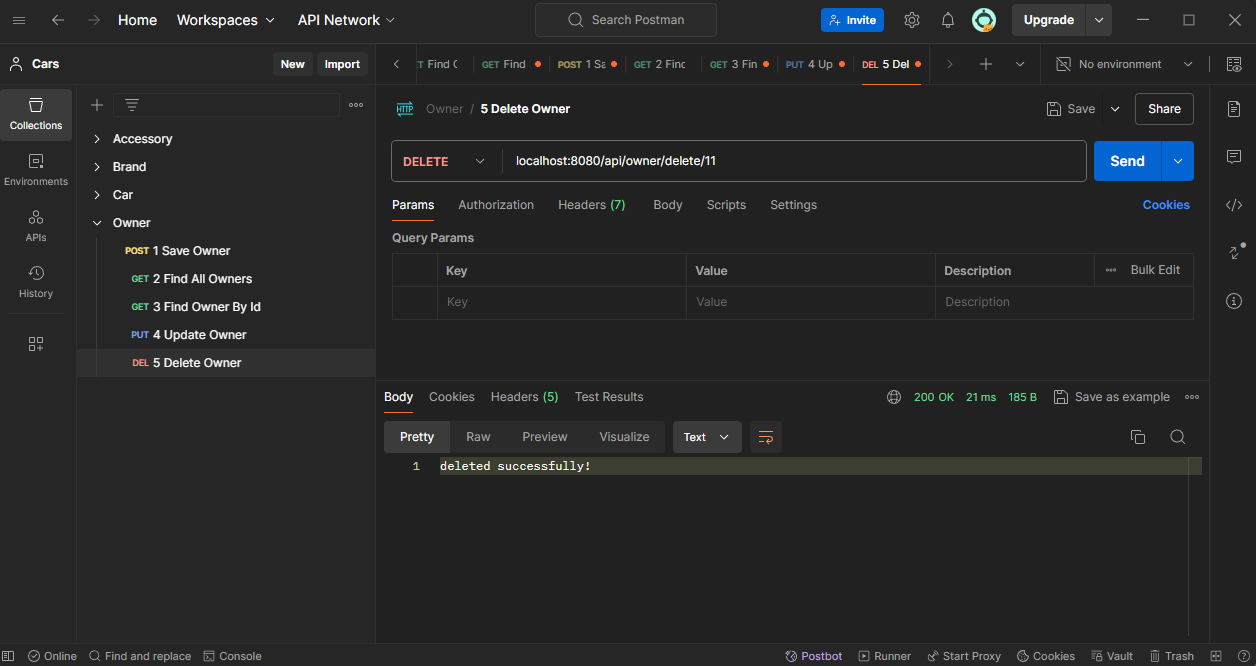 Home Workspaces API Network Search Postman Invite Upgrade
Cars New Import
Find GET Find POST 1 Sa GET 2 Find GET 3 Fin PUT 4 Up DEL 5 Del No environment
Collections
Environments
APIs
History
Accessory
Brand
Car
Owner
POST 1 Save Owner
GET 2 Find All Owners
GET 3 Find Owner By Id
PUT 4 Update Owner
DEL 5 Delete Owner
HTTP Owner / 5 Delete Owner Save Share
DELETE localhost:8080/api/owner/delete/11 Send
Params Authorization Headers (7) Body Scripts Settings Cookies
Query Params
Key Value Description Bulk Edit
Key Value Description
Body Cookies Headers (5) Test Results 200 OK 21 ms 185 B Save as example
Pretty Raw Preview Visualize Text
1 deleted successfully!
Online Find and replace Console Postbot Runner Start Proxy Cookies Vault Trash